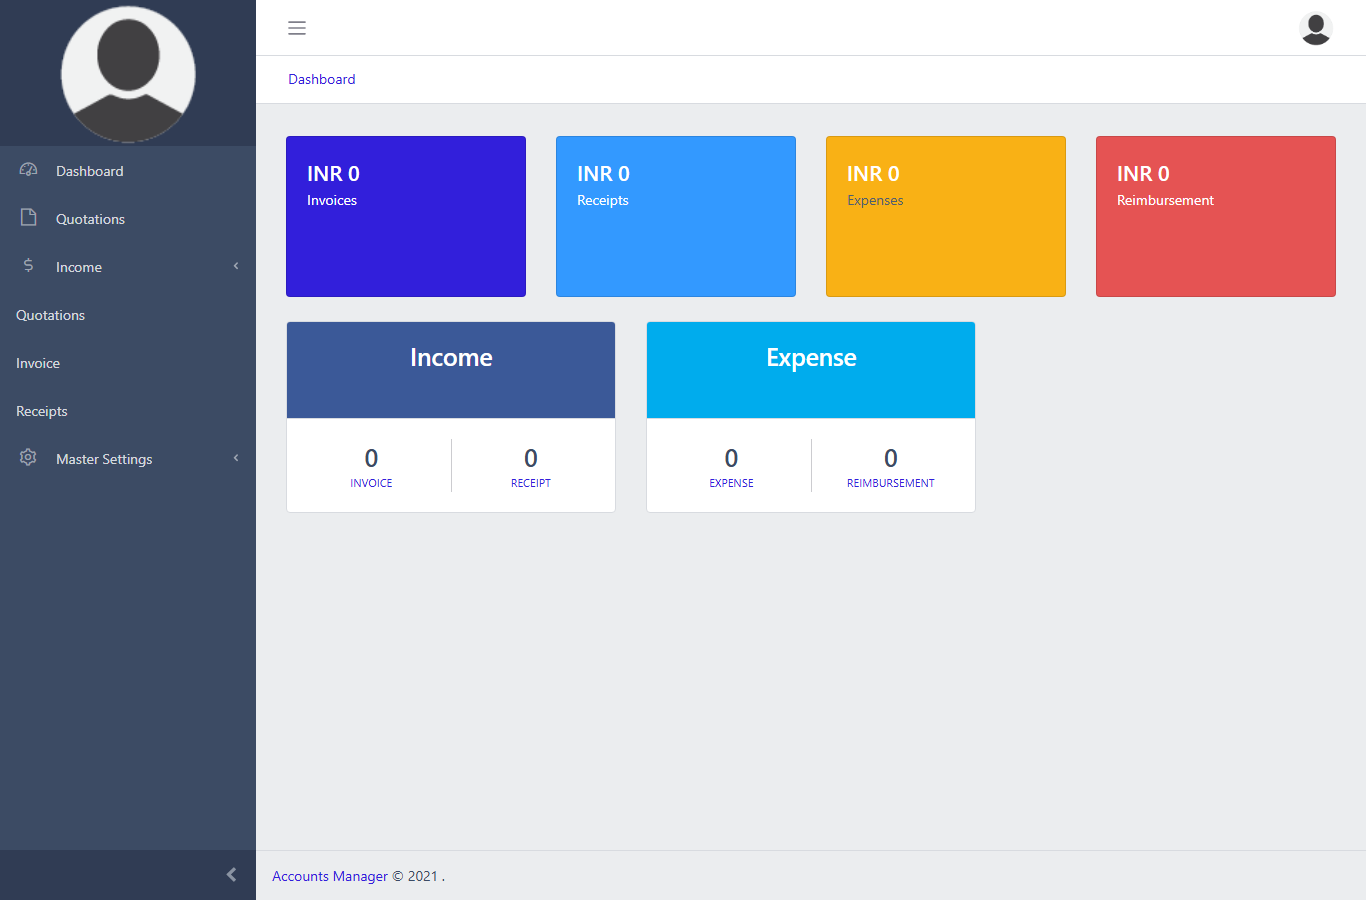 Dashboard
Quotations
Income
Quotations
Invoice
Receipts
Master Settings
Dashboard
INR 0
Invoices
INR 0
Receipts
INR 0
Expenses
INR 0
Reimbursement
Income
0
INVOICE
0
RECEIPT
Expense
0
EXPENSE
0
REIMBURSEMENT
Accounts Manager © 2021 .